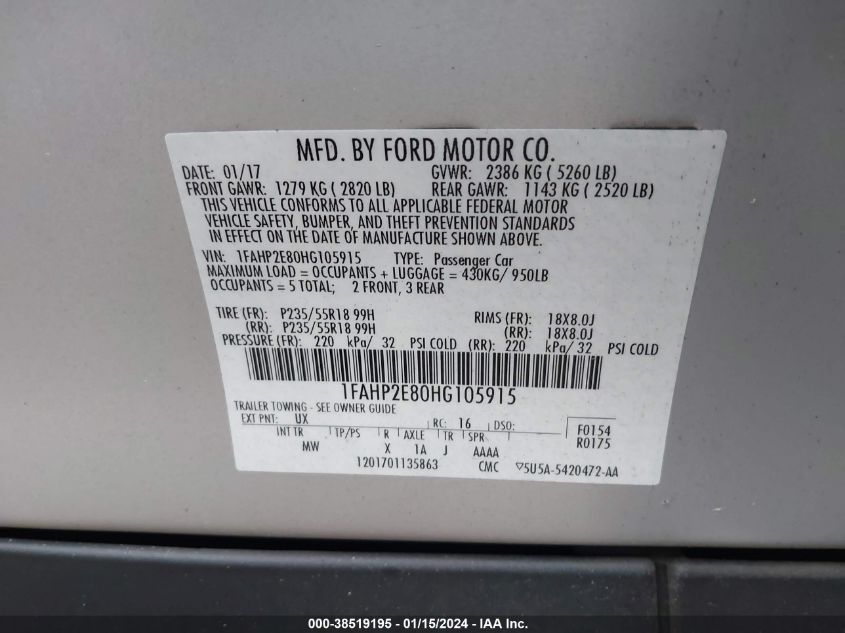 MFD. BY FORD MOTOR CO.
DATE: 01/17 GVWR: 2386 KG ( 5260 LB)
FRONT GAWR: 1279 KG ( 2820 LB) REAR GAWR: 1143 KG ( 2520 LB)
THIS VEHICLE CONFORMS TO ALL APPLICABLE FEDERAL MOTOR
VEHICLE SAFETY, BUMPER, AND THEFT PREVENTION STANDARDS
IN EFFECT ON THE DATE OF MANUFACTURE SHOWN ABOVE.
VIN: 1FAHP2E80HG105915 TYPE: Passenger Car
MAXIMUM LOAD = OCCUPANTS + LUGGAGE = 430KG/ 950LB
OCCUPANTS = 5 TOTAL; 2 FRONT, 3 REAR
TIRE (FR): P235/55R18 99H RIMS (FR): 18X8.0J
(RR): P235/55R18 99H (RR): 18X8.0J
PRESSURE (FR): 220 kPa/ 32 PSI COLD (RR): 220 kPa/ 32 PSI COLD
1FAHP2E80HG105915
TRAILER TOWING - SEE OWNER GUIDE
EXT PNT: UX RC: 16 DSO: F0154
INT TR TP/PS R AXLE TR SPR R0175
MW X 1A J AAAA
1201701135863 CMC ▽5U5A-5420472-AA
000-38519195 - 01/15/2024 - IAA Inc.